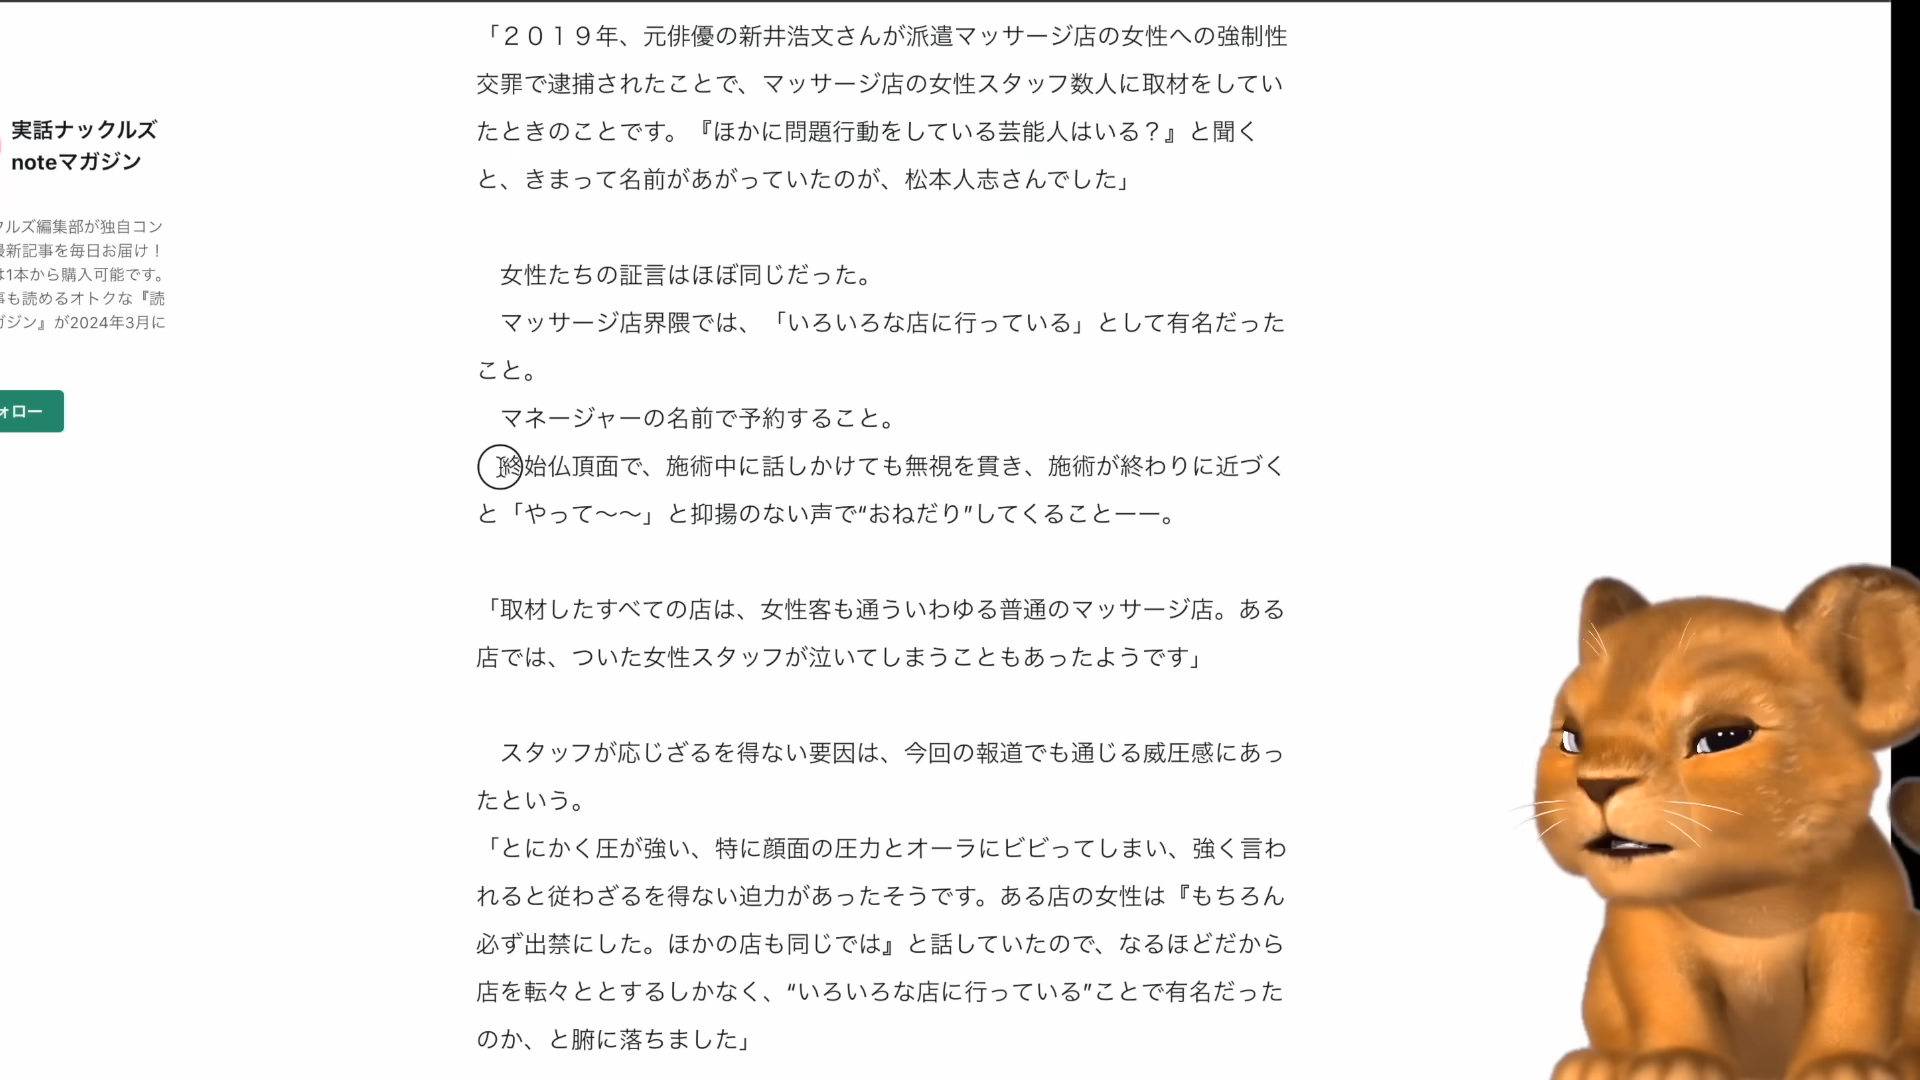 「２０１９年、元俳優の新井浩文さんが派遣マッサージ店の女性への強制性
交罪で逮捕されたことで、マッサージ店の女性スタッフ数人に取材をしてい
たときのことです。『ほかに問題行動をしている芸能人はいる？』と聞く
と、きまって名前があがっていたのが、松本人志さんでした」
女性たちの証言はほぼ同じだった。
マッサージ店界隈では、「いろいろな店に行っている」として有名だった
こと。
マネージャーの名前で予約すること。
終始仏頂面で、施術中に話しかけても無視を貫き、施術が終わりに近づく
と「やって〜〜」と抑揚のない声で“おねだり”してくることーー。
「取材したすべての店は、女性客も通ういわゆる普通のマッサージ店。ある
店では、ついた女性スタッフが泣いてしまうこともあったようです」
スタッフが応じざるを得ない要因は、今回の報道でも通じる威圧感にあっ
たという。
「とにかく圧が強い、特に顔面の圧力とオーラにビビってしまい、強く言わ
れると従わざるを得ない迫力があったそうです。ある店の女性は『もちろん
必ず出禁にした。ほかの店も同じでは』と話していたので、なるほどだから
店を転々ととするしかなく、“いろいろな店に行っている”ことで有名だった
のか、と腑に落ちました」
実話ナックルズ
noteマガジン
クルズ編集部が独自コン
最新記事を毎日お届け！
は1本から購入可能です。
事も読めるオトクな『読
ガジン』が2024年3月に
ォロー